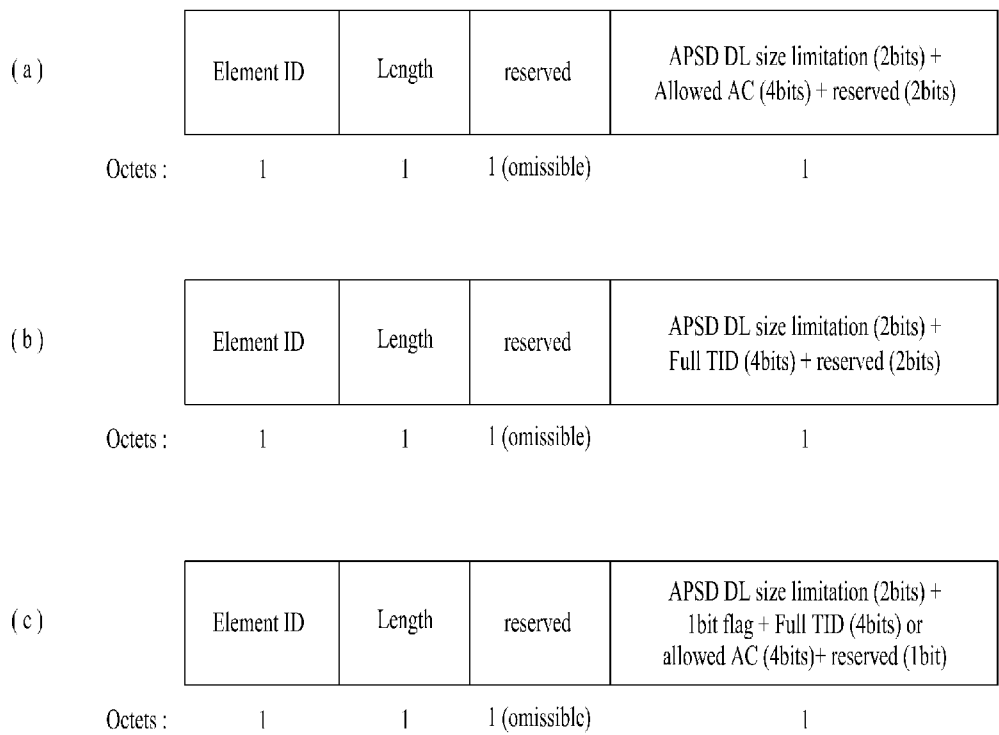 (a)
Element ID
Length
reserved
APSD DL size limitation (2bits) +
Allowed AC (4bits) + reserved (2bits)
Octets : 1 1 1 (omissible) 1
(b)
Element ID
Length
reserved
APSD DL size limitation (2bits) +
Full TID (4bits) + reserved (2bits)
Octets : 1 1 1 (omissible) 1
(c)
Element ID
Length
reserved
APSD DL size limitation (2bits) +
1bit flag + Full TID (4bits) or
allowed AC (4bits)+ reserved (1bit)
Octets : 1 1 1 (omissible) 1